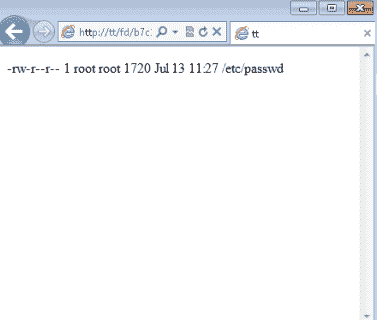 http://tt/fd/b7c
tt
-rw-r--r-- 1 root root 1720 Jul 13 11:27 /etc/passwd